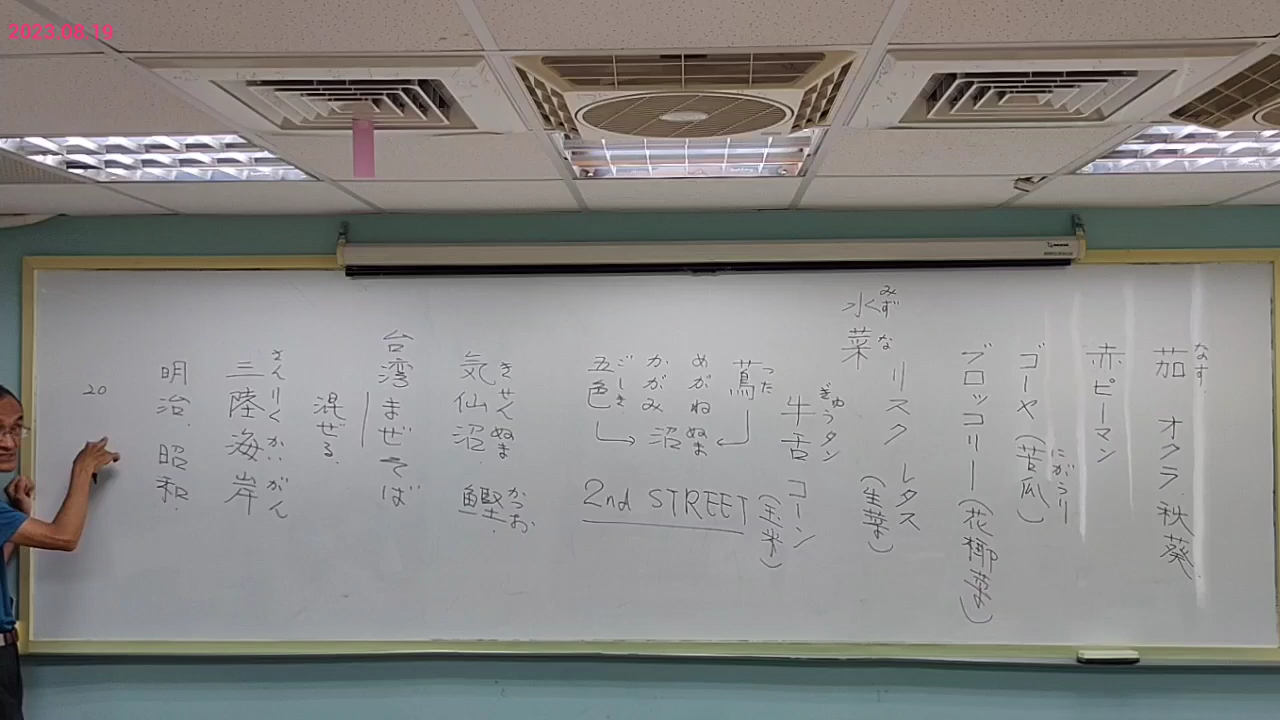 2023.08.19
なす
茄 オクラ 秋葵
赤ピーマン
にがうり
ゴーヤ(苦瓜)
ブロッコリー(花椰菜)
リスク レタス
(生菜)
みずな
水菜
ぎゅうタン
牛舌 コーン
(玉米)
つた
蔦
めがねぬま
かがみ沼
ごしき
五色
2nd STREET
きせんぬま かつお
気仙沼. 鰹.
台湾まぜそば
混ぜる.
さんりくかいがん
三陸海岸
明治. 昭和.
20